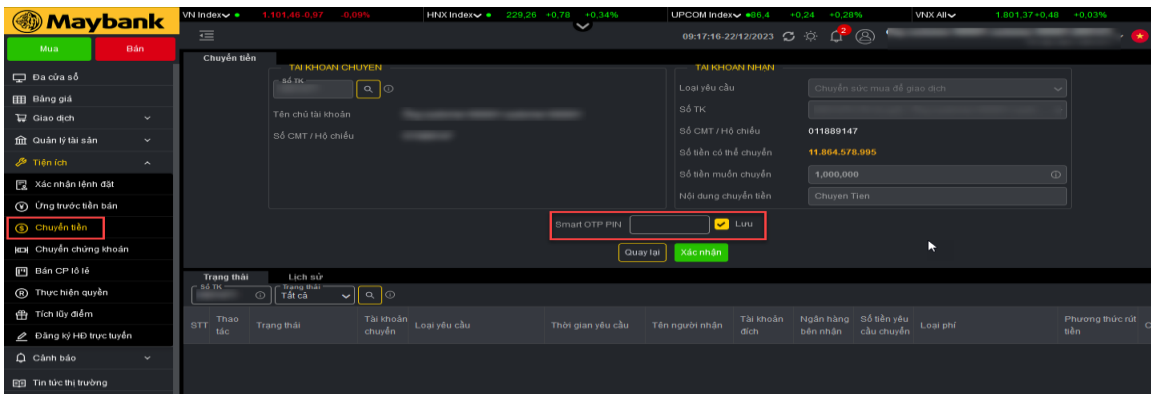 Maybank
VN Index 1.101,46 -0,97 -0,09% HNX Index 229,26 +0,78 +0,34% UPCOM Index 86,4 +0,24 +0,28% VNX All 1.801,37 +0,48 +0,03%
09:17:16-22/12/2023 2
Mua Bán
Đa cửa sổ
Bảng giá
Giao dịch
Quản lý tài sản
Tiện ích
Xác nhận lệnh đặt
Ứng trước tiền bán
Chuyển tiền
Chuyển chứng khoán
Bán CP lô lẻ
Thực hiện quyền
Tích lũy điểm
Đăng ký HĐ trực tuyến
Cảnh báo
Tin tức thị trường
Chuyển tiền
TÀI KHOẢN CHUYỂN
Số TK
Tên chủ tài khoản
Số CMT / Hộ chiếu
TÀI KHOẢN NHẬN
Loại yêu cầu Chuyển sức mua để giao dịch
Số TK
Số CMT / Hộ chiếu 011889147
Số tiền có thể chuyển 11.864.578.995
Số tiền muốn chuyển 1,000,000
Nội dung chuyển tiền Chuyen Tien
Smart OTP PIN Lưu
Quay lại Xác nhận
Trạng thái Lịch sử
Số TK Trạng thái
Tất cả
STT Thao tác Trạng thái Tài khoản chuyển Loại yêu cầu Thời gian yêu cầu Tên người nhận Tài khoản đích Ngân hàng bên nhận Số tiền yêu cầu chuyển Loại phí Phương thức rút tiền C